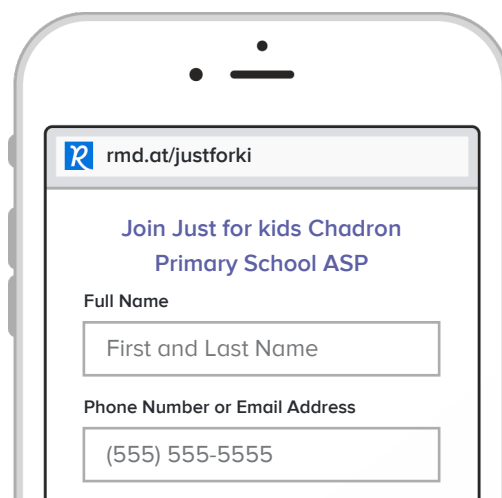 rmd.at/justforki
Join Just for kids Chadron
Primary School ASP
Full Name
First and Last Name
Phone Number or Email Address
(555) 555-5555